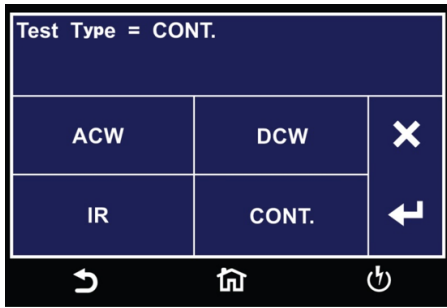 Test Type = CONT.
ACW
DCW
IR
CONT.